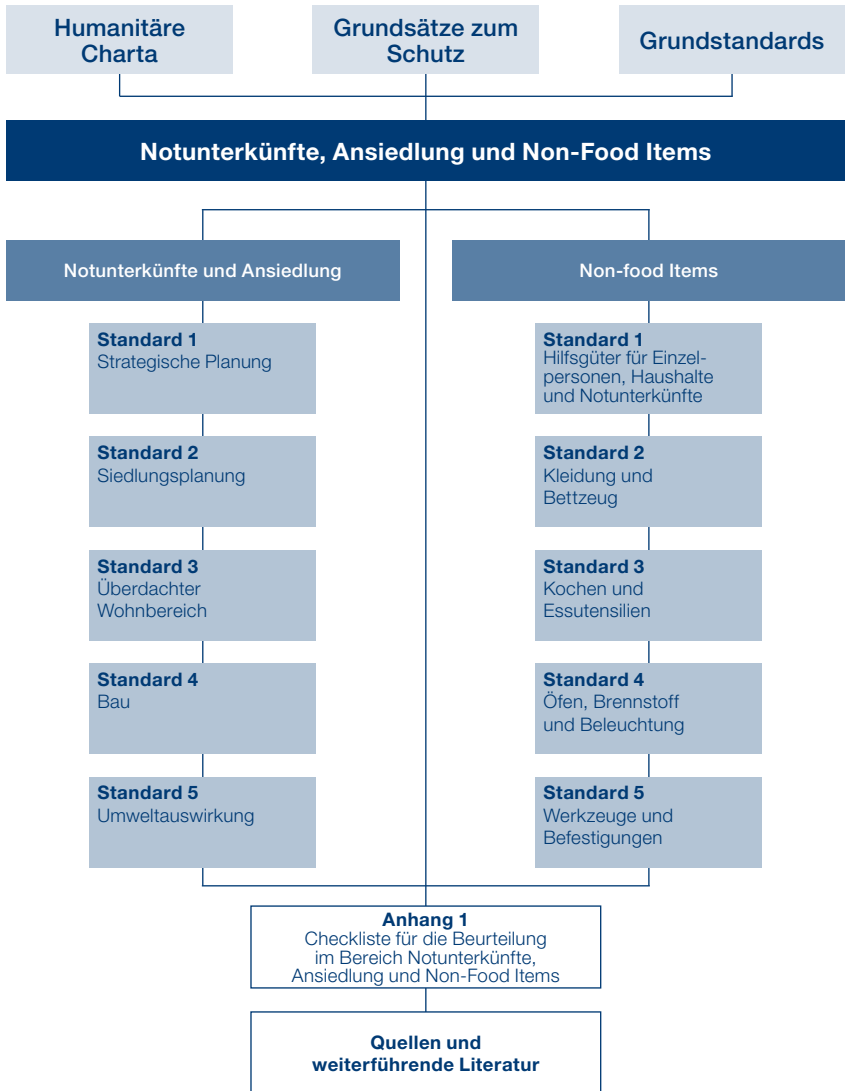 Humanitäre
Charta
Grundsätze zum
Schutz
Grundstandards
Notunterkünfte, Ansiedlung und Non-Food Items
Notunterkünfte und Ansiedlung
Standard 1
Strategische Planung
Standard 2
Siedlungsplanung
Standard 3
Überdachter
Wohnbereich
Standard 4
Bau
Standard 5
Umweltauswirkung
Non-food Items
Standard 1
Hilfsgüter für Einzel-
personen, Haushalte
und Notunterkünfte
Standard 2
Kleidung und
Bettzeug
Standard 3
Kochen und
Essutensilien
Standard 4
Öfen, Brennstoff
und Beleuchtung
Standard 5
Werkzeuge und
Befestigungen
Anhang 1
Checkliste für die Beurteilung
im Bereich Notunterkünfte,
Ansiedlung und Non-Food Items
Quellen und
weiterführende Literatur